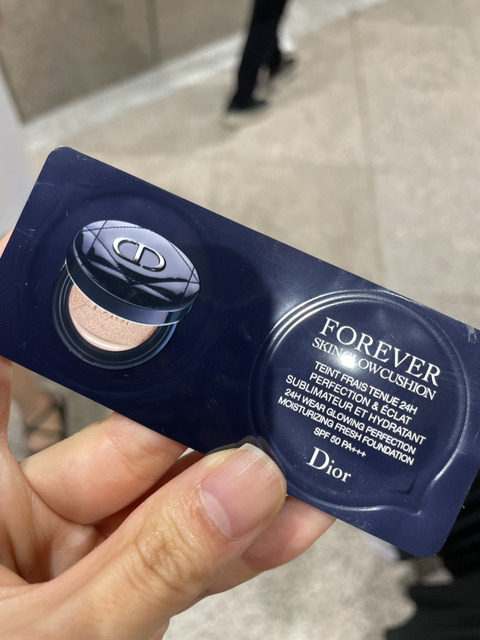 CD
FOREVER
SKIN GLOW CUSHION
TEINT FRAIS TENUE 24H
PERFECTION & ÉCLAT
SUBLIMATEUR ET HYDRATANT
24H WEAR GLOWING PERFECTION
MOISTURIZING FRESH FOUNDATION
SPF 50 PA+++
Dior